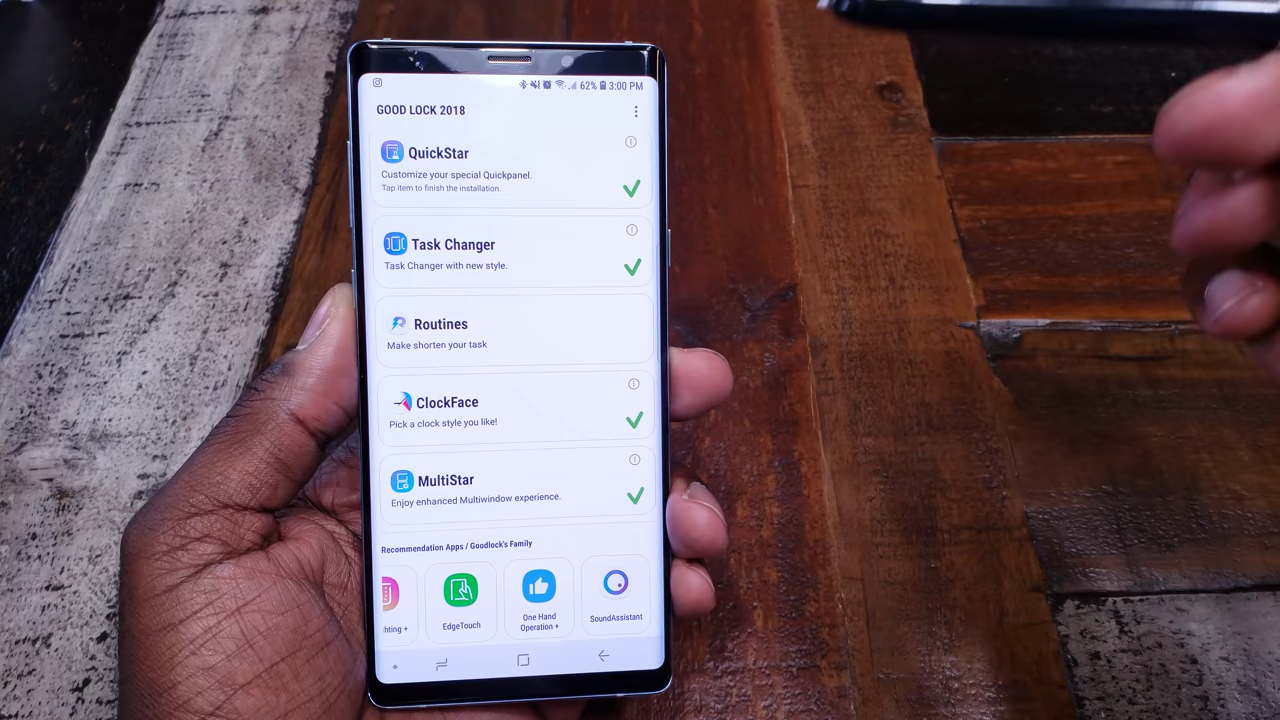 62% 3:00 PM
GOOD LOCK 2018
QuickStar
Customize your special Quickpanel.
Tap item to finish the installation.
Task Changer
Task Changer with new style.
Routines
Make shorten your task
ClockFace
Pick a clock style you like!
MultiStar
Enjoy enhanced Multiwindow experience.
Recommendation Apps / Goodlock's Family
hting +
EdgeTouch
One Hand
Operation +
SoundAssistant